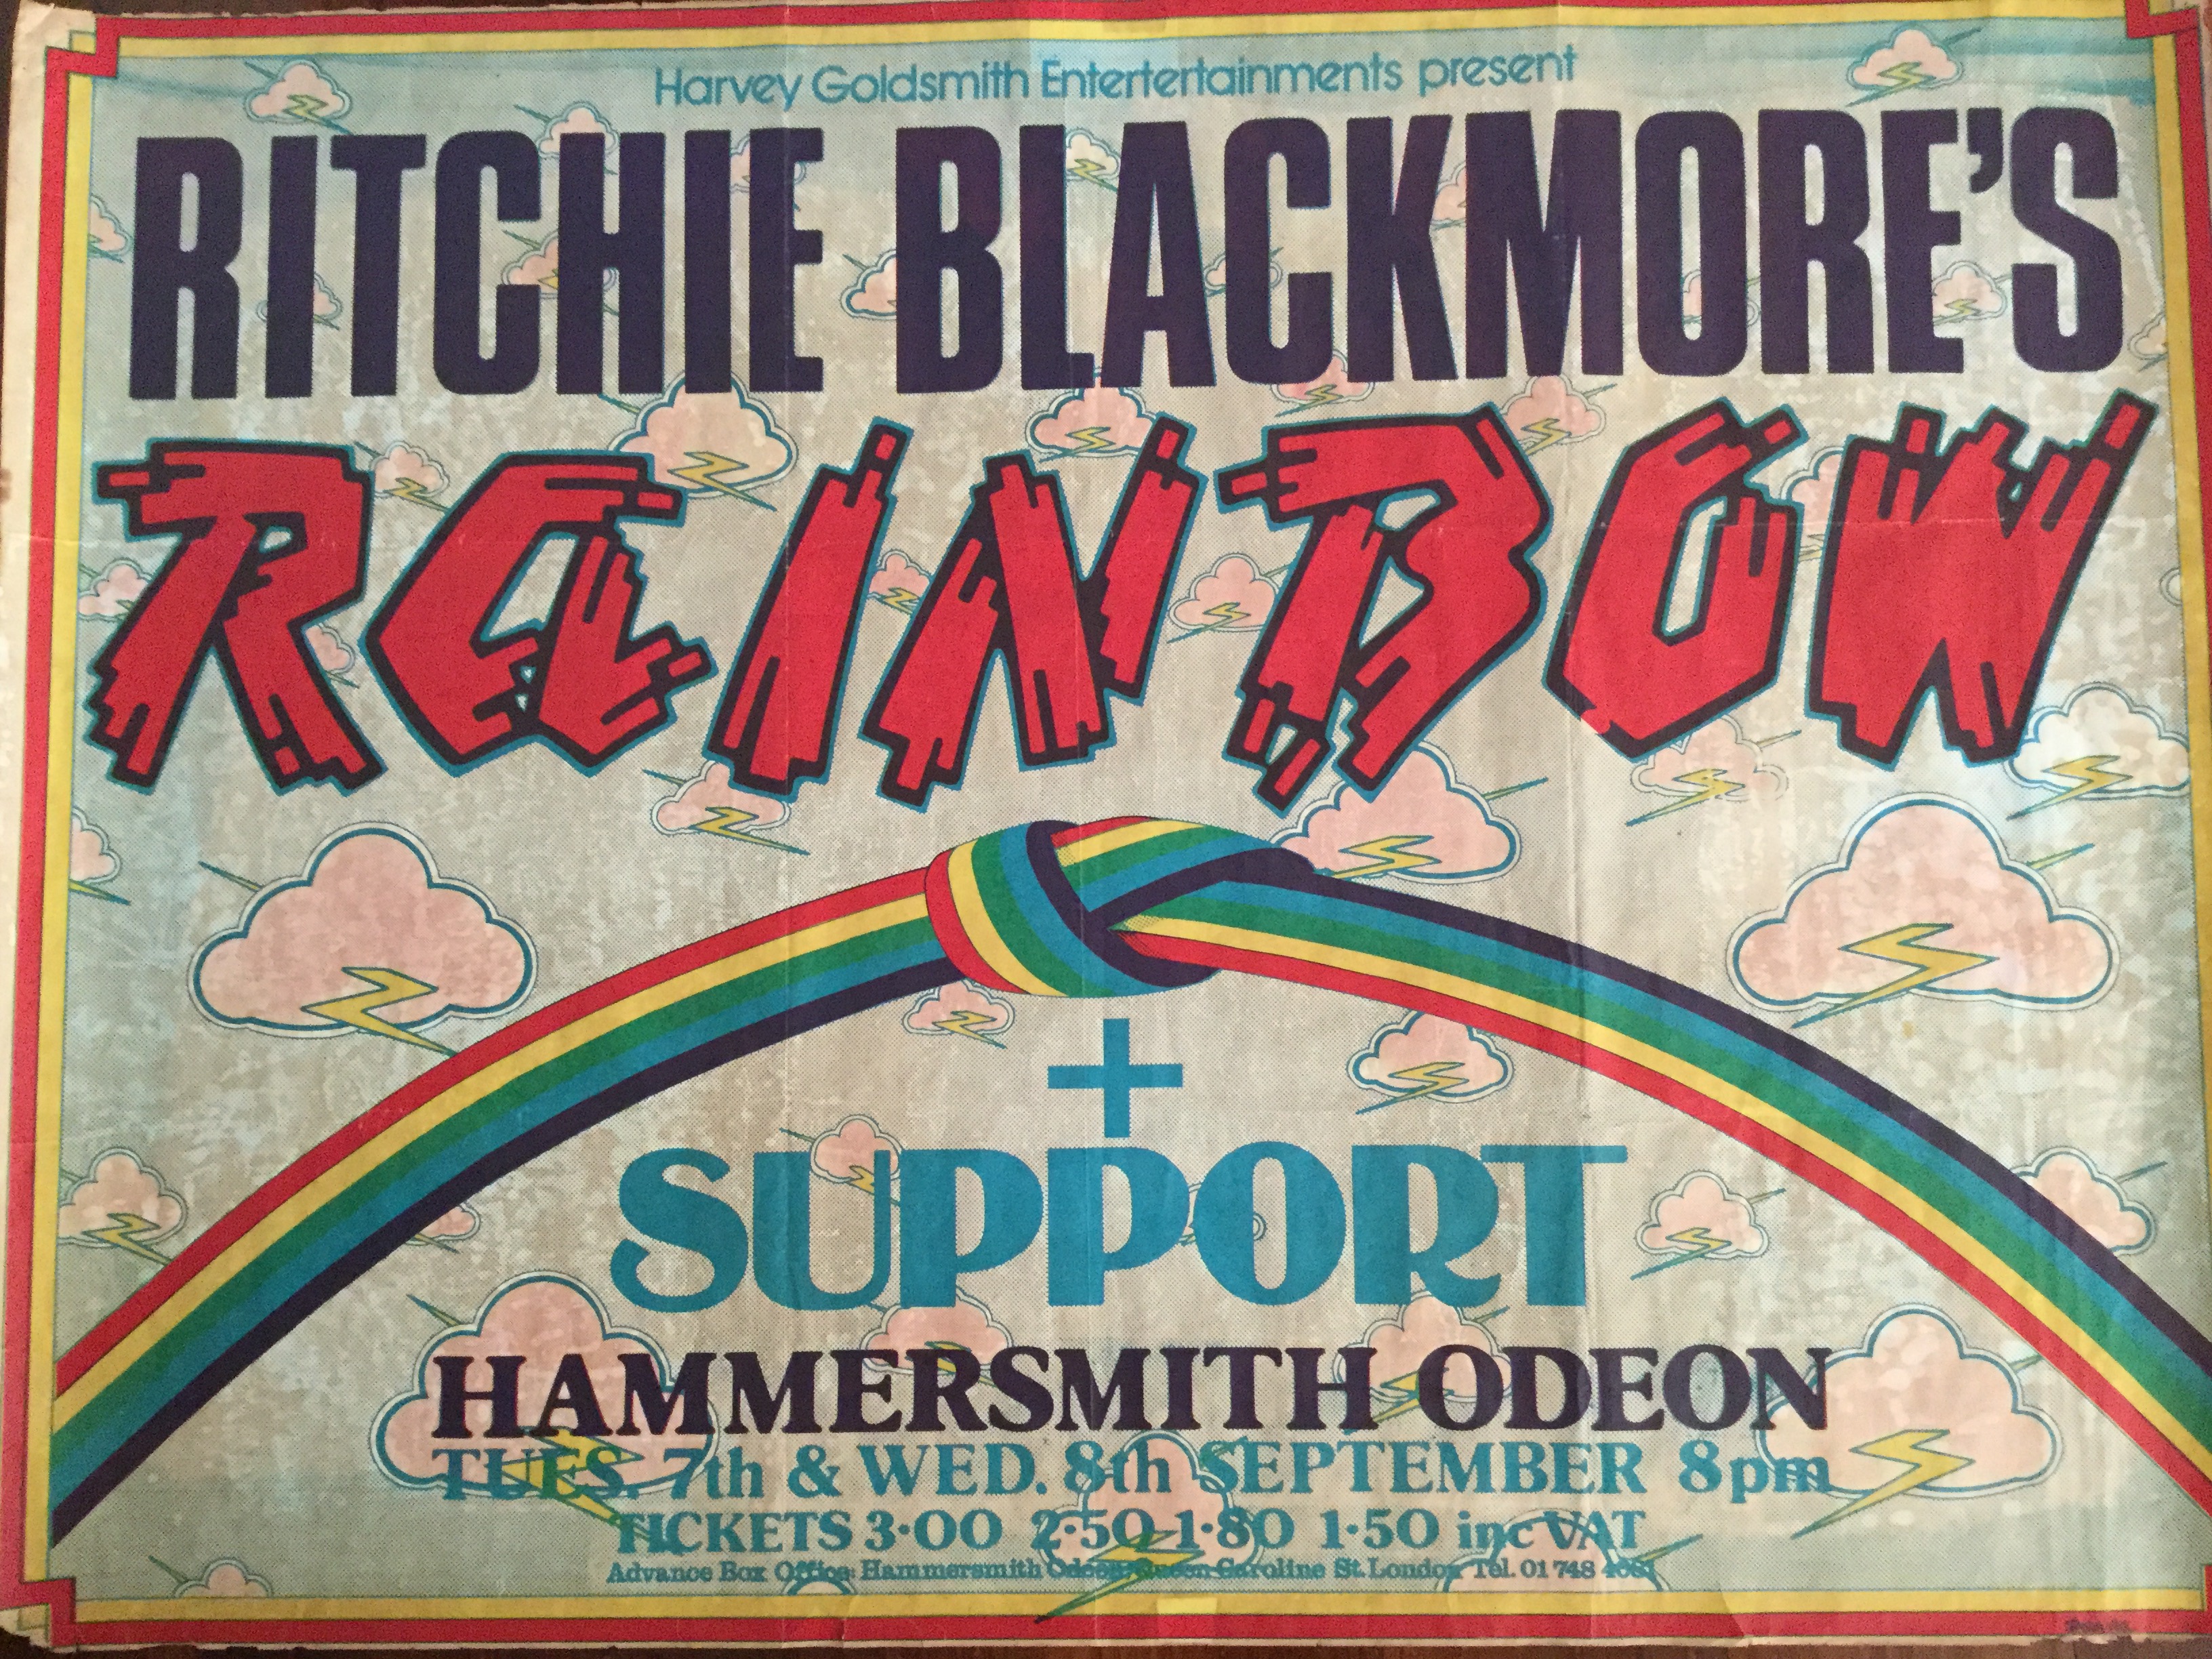 Harvey Goldsmith Entertertainments present
RITCHIE BLACKMORE'S
RAINBOW
+
SUPPORT
HAMMERSMITH ODEON
TUES. 7th & WED. 8th SEPTEMBER 8pm
TICKETS 3·00 2·50 1·80 1·50 inc VAT
Advance Box Office: Hammersmith Odeon Queen Caroline St. London Tel. 01 748